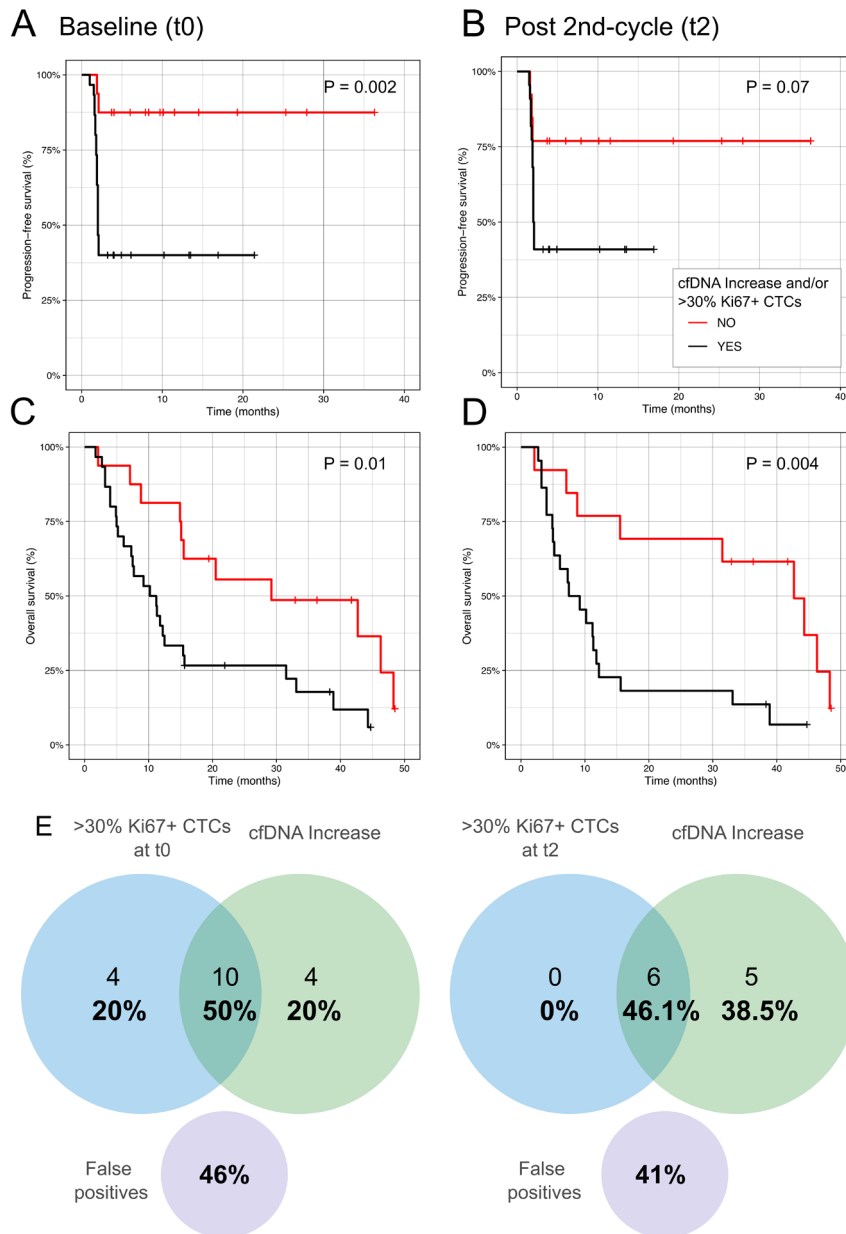 A Baseline (t0)
B Post 2nd-cycle (t2)
100%
75%
50%
25%
0%
Progression–free survival (%)
P = 0.002
0 10 20 30 40
Time (months)
100%
75%
50%
25%
0%
Progression–free survival (%)
P = 0.07
cfDNA Increase and/or
>30% Ki67+ CTCs
NO
YES
0 10 20 30 40
Time (months)
C
100%
75%
50%
25%
0%
Overall survival (%)
P = 0.01
0 10 20 30 40 50
Time (months)
D
100%
75%
50%
25%
0%
Overall survival (%)
P = 0.004
0 10 20 30 40 50
Time (months)
E
>30% Ki67+ CTCs
at t0
cfDNA Increase
4 10 4
20% 50% 20%
False
positives
46%
>30% Ki67+ CTCs
at t2
cfDNA Increase
0 6 5
0% 46.1% 38.5%
False
positives
41%